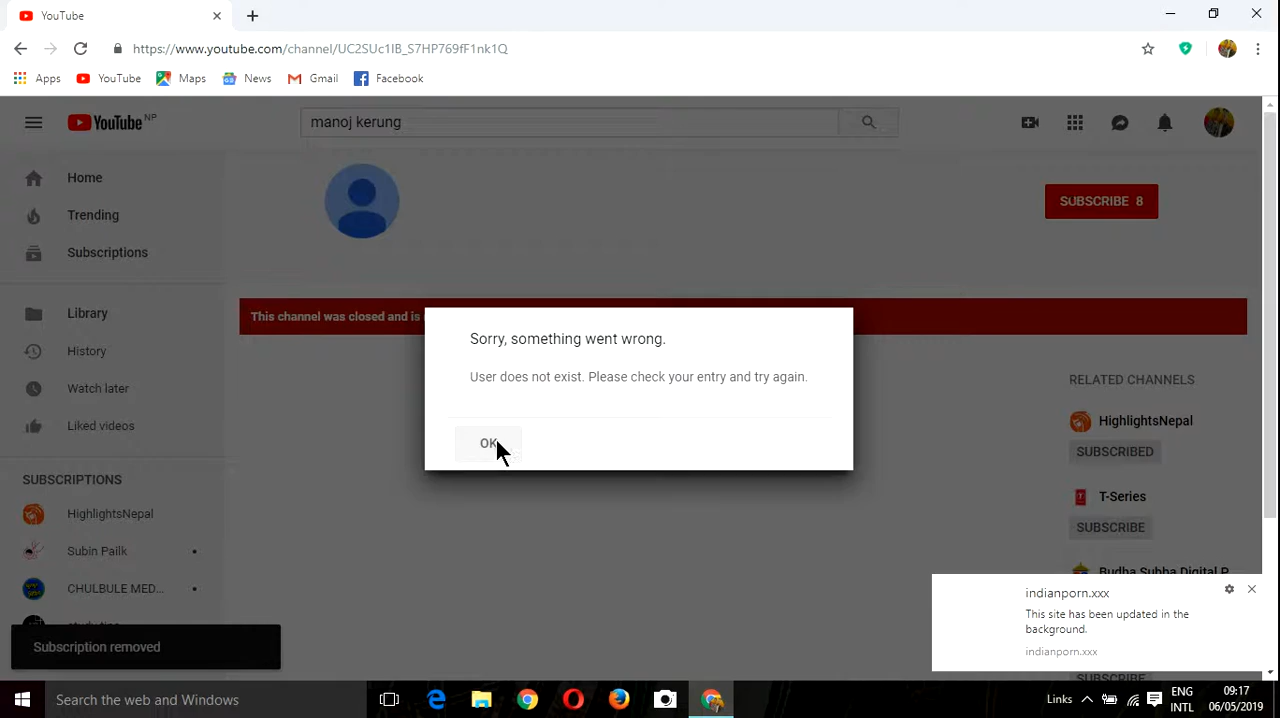 YouTube
https://www.youtube.com/channel/UC2SUc1IB_S7HP769fF1nk1Q
Apps YouTube Maps News Gmail Facebook
YouTube NP
manoj kerung
Home
SUBSCRIBE 8
Trending
Subscriptions
This channel was closed and is
Sorry, something went wrong.
User does not exist. Please check your entry and try again.
OK
Library
History
Watch later
Liked videos
RELATED CHANNELS
HighlightsNepal
SUBSCRIBED
T-Series
SUBSCRIBE
Budha Subba Digital P
SUBSCRIPTIONS
HighlightsNepal
Subin Pailk
CHULBULE MED...
Subscription removed
indianporn.xxx
This site has been updated in the
background.
indianporn.xxx
Search the web and Windows
Links
ENG
INTL
09:17
06/05/2019